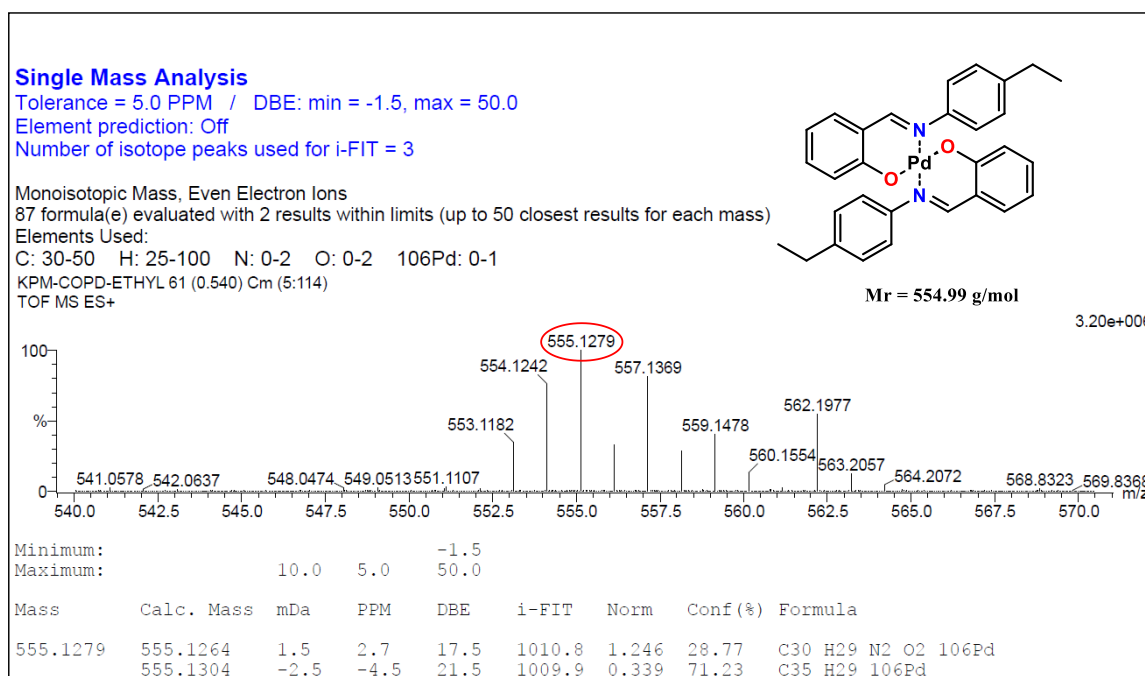 Single Mass Analysis
Tolerance = 5.0 PPM / DBE: min = -1.5, max = 50.0
Element prediction: Off
Number of isotope peaks used for i-FIT = 3
Monoisotopic Mass, Even Electron Ions
87 formula(e) evaluated with 2 results within limits (up to 50 closest results for each mass)
Elements Used:
C: 30-50 H: 25-100 N: 0-2 O: 0-2 106Pd: 0-1
KPM-COPD-ETHYL 61 (0.540) Cm (5:114)
TOF MS ES+
N
O
Pd
O
N
Mr = 554.99 g/mol
3.20e+006
100
%
0
555.1279
554.1242
557.1369
553.1182
559.1478
562.1977
560.1554
563.2057
541.0578
542.0637
548.0474
549.0513
551.1107
564.2072
568.8323
569.8368
m/z
540.0 542.5 545.0 547.5 550.0 552.5 555.0 557.5 560.0 562.5 565.0 567.5 570.0
Minimum: -1.5
Maximum: 10.0 5.0 50.0
Mass Calc. Mass mDa PPM DBE i-FIT Norm Conf(%) Formula
555.1279 555.1264 1.5 2.7 17.5 1010.8 1.246 28.77 C30 H29 N2 O2 106Pd
555.1304 -2.5 -4.5 21.5 1009.9 0.339 71.23 C35 H29 106Pd